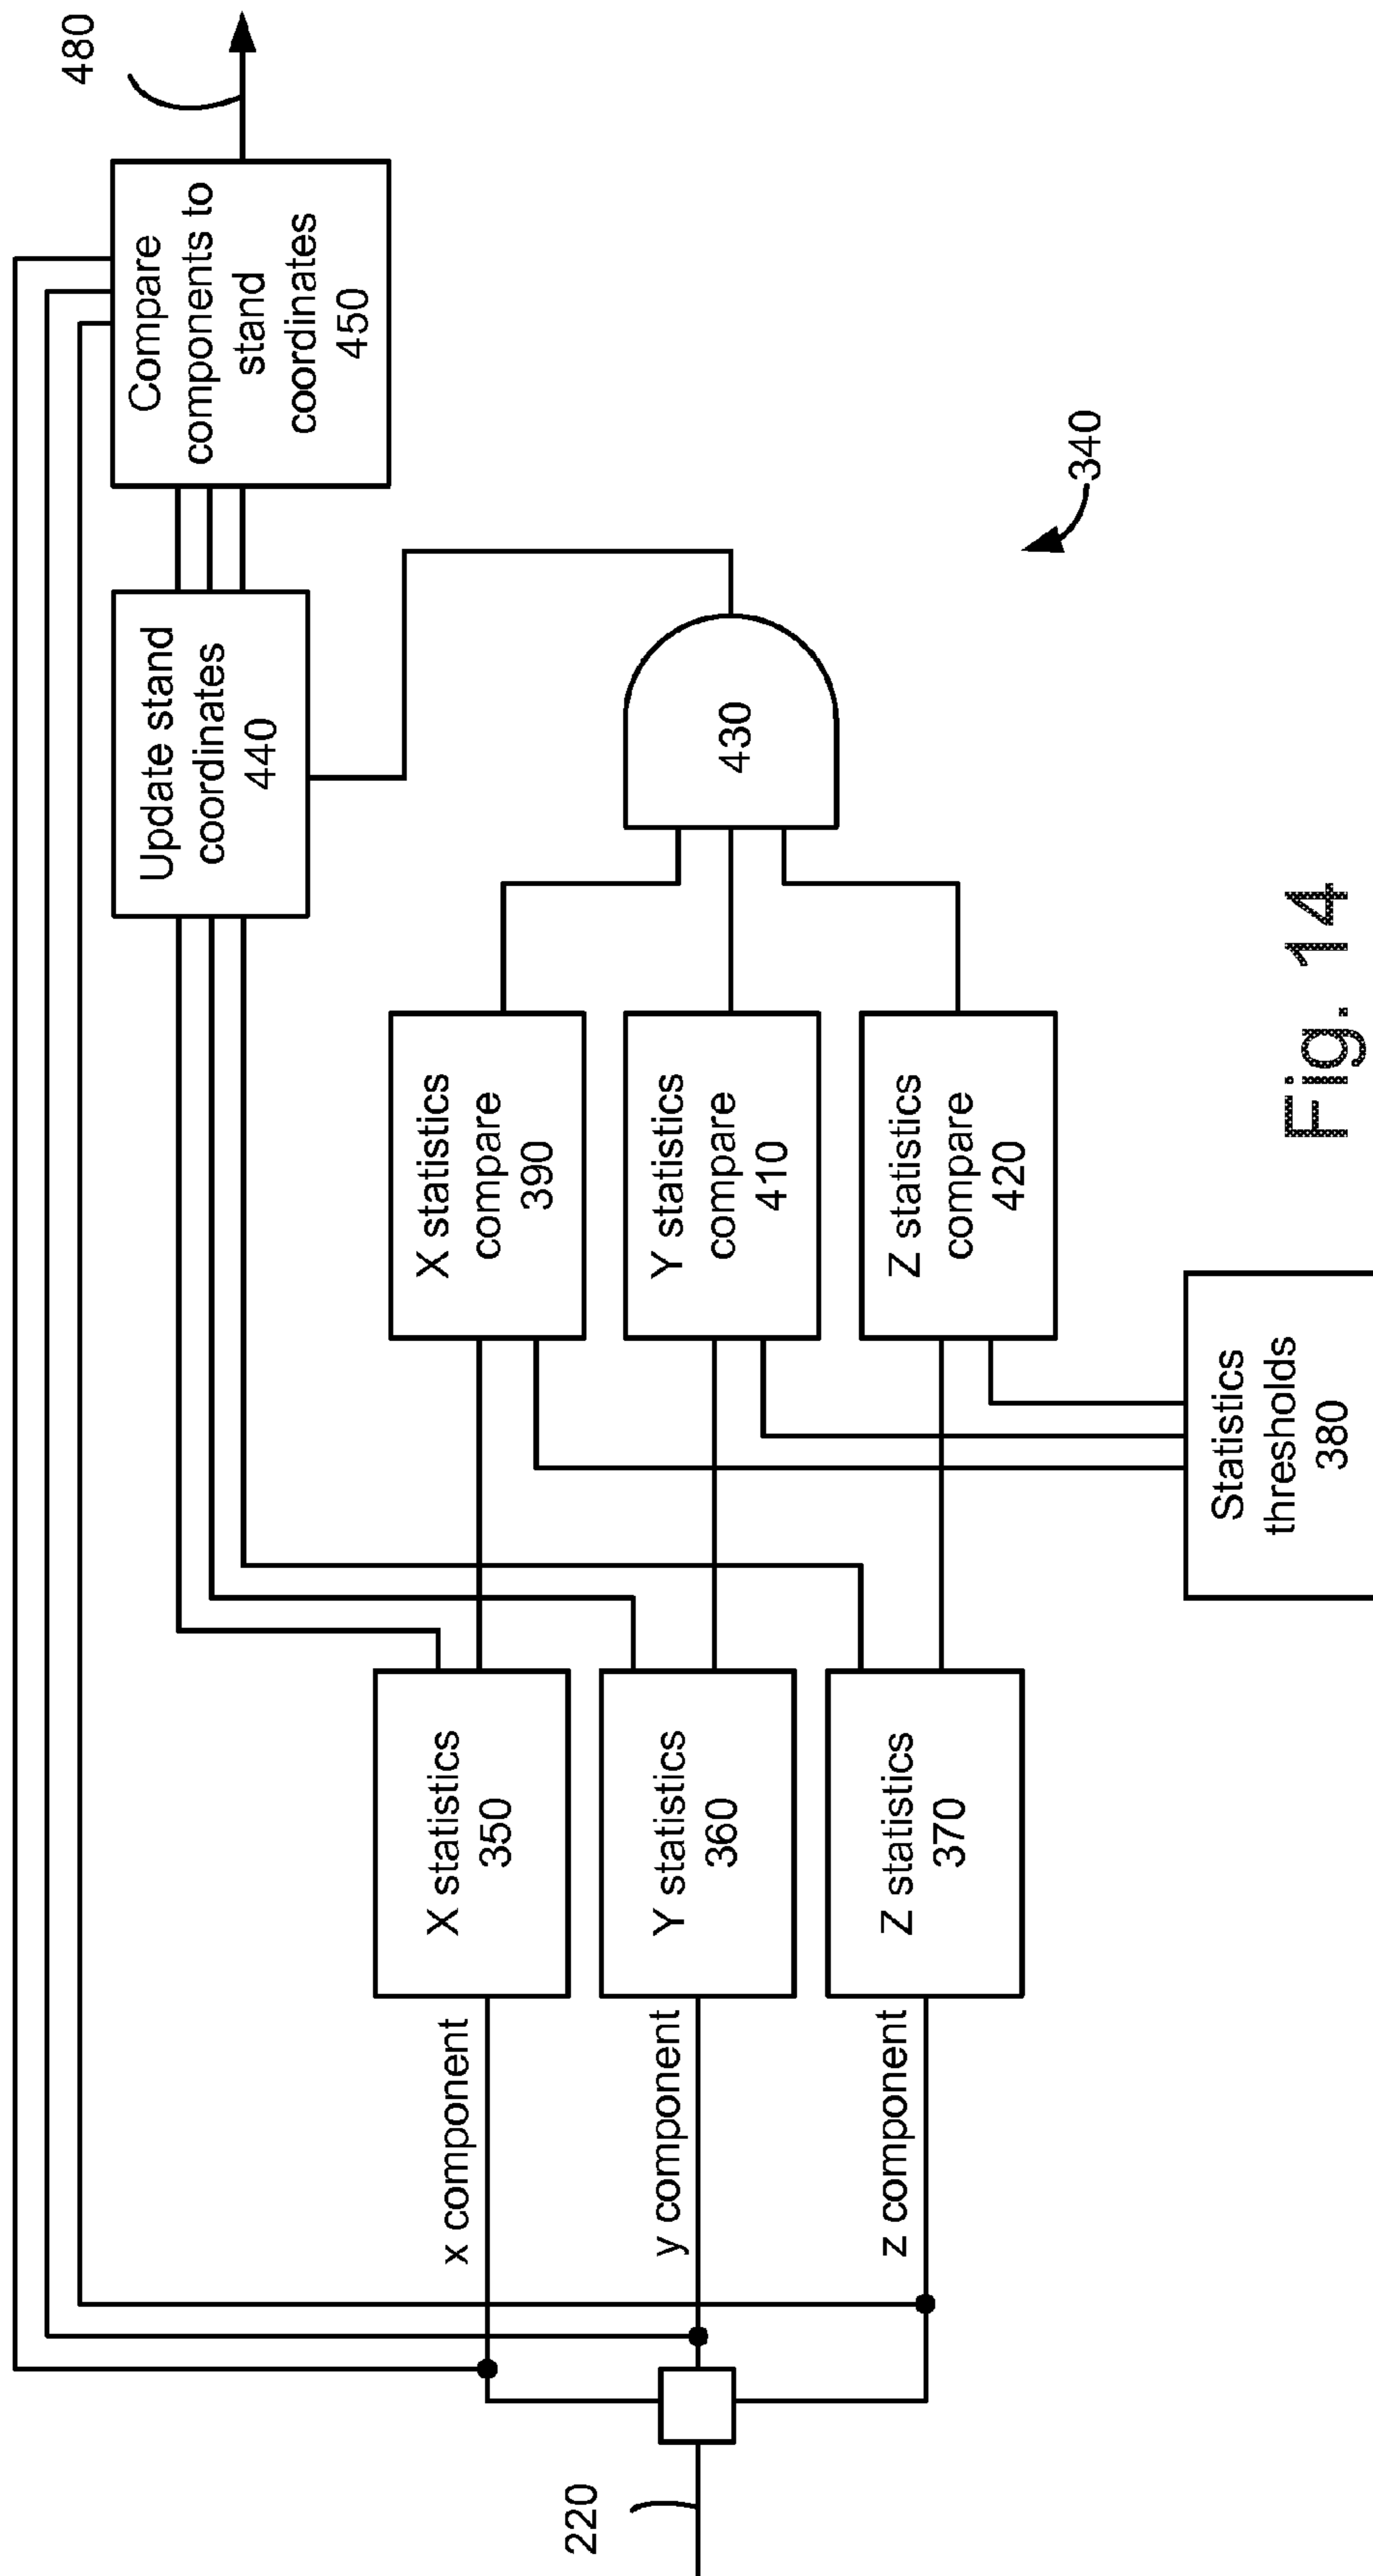 480
Compare
components to
stand
coordinates
450
Update stand
coordinates
440
430
340
X statistics
compare
390
Y statistics
compare
410
Z statistics
compare
420
Statistics
thresholds
380
X statistics
350
Y statistics
360
Z statistics
370
x component
y component
z component
220
Fig. 14